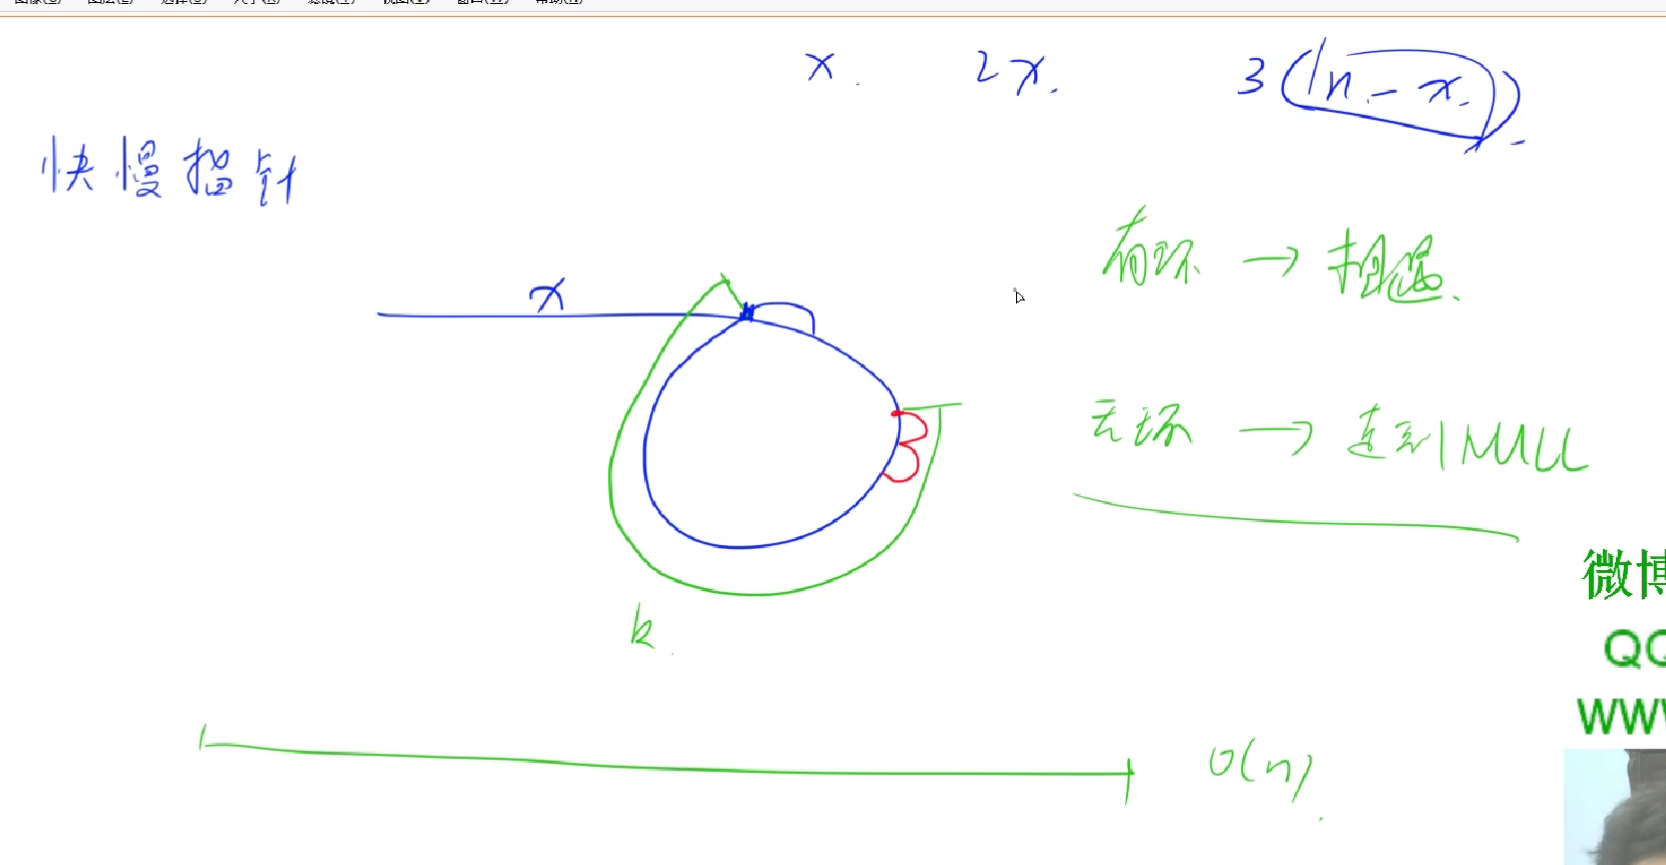 x. 2x. 3(n-x).
快慢指针
有环 → 相遇.
x
无环 → 走到NULL
微博
QQ
k.
www
O(n).